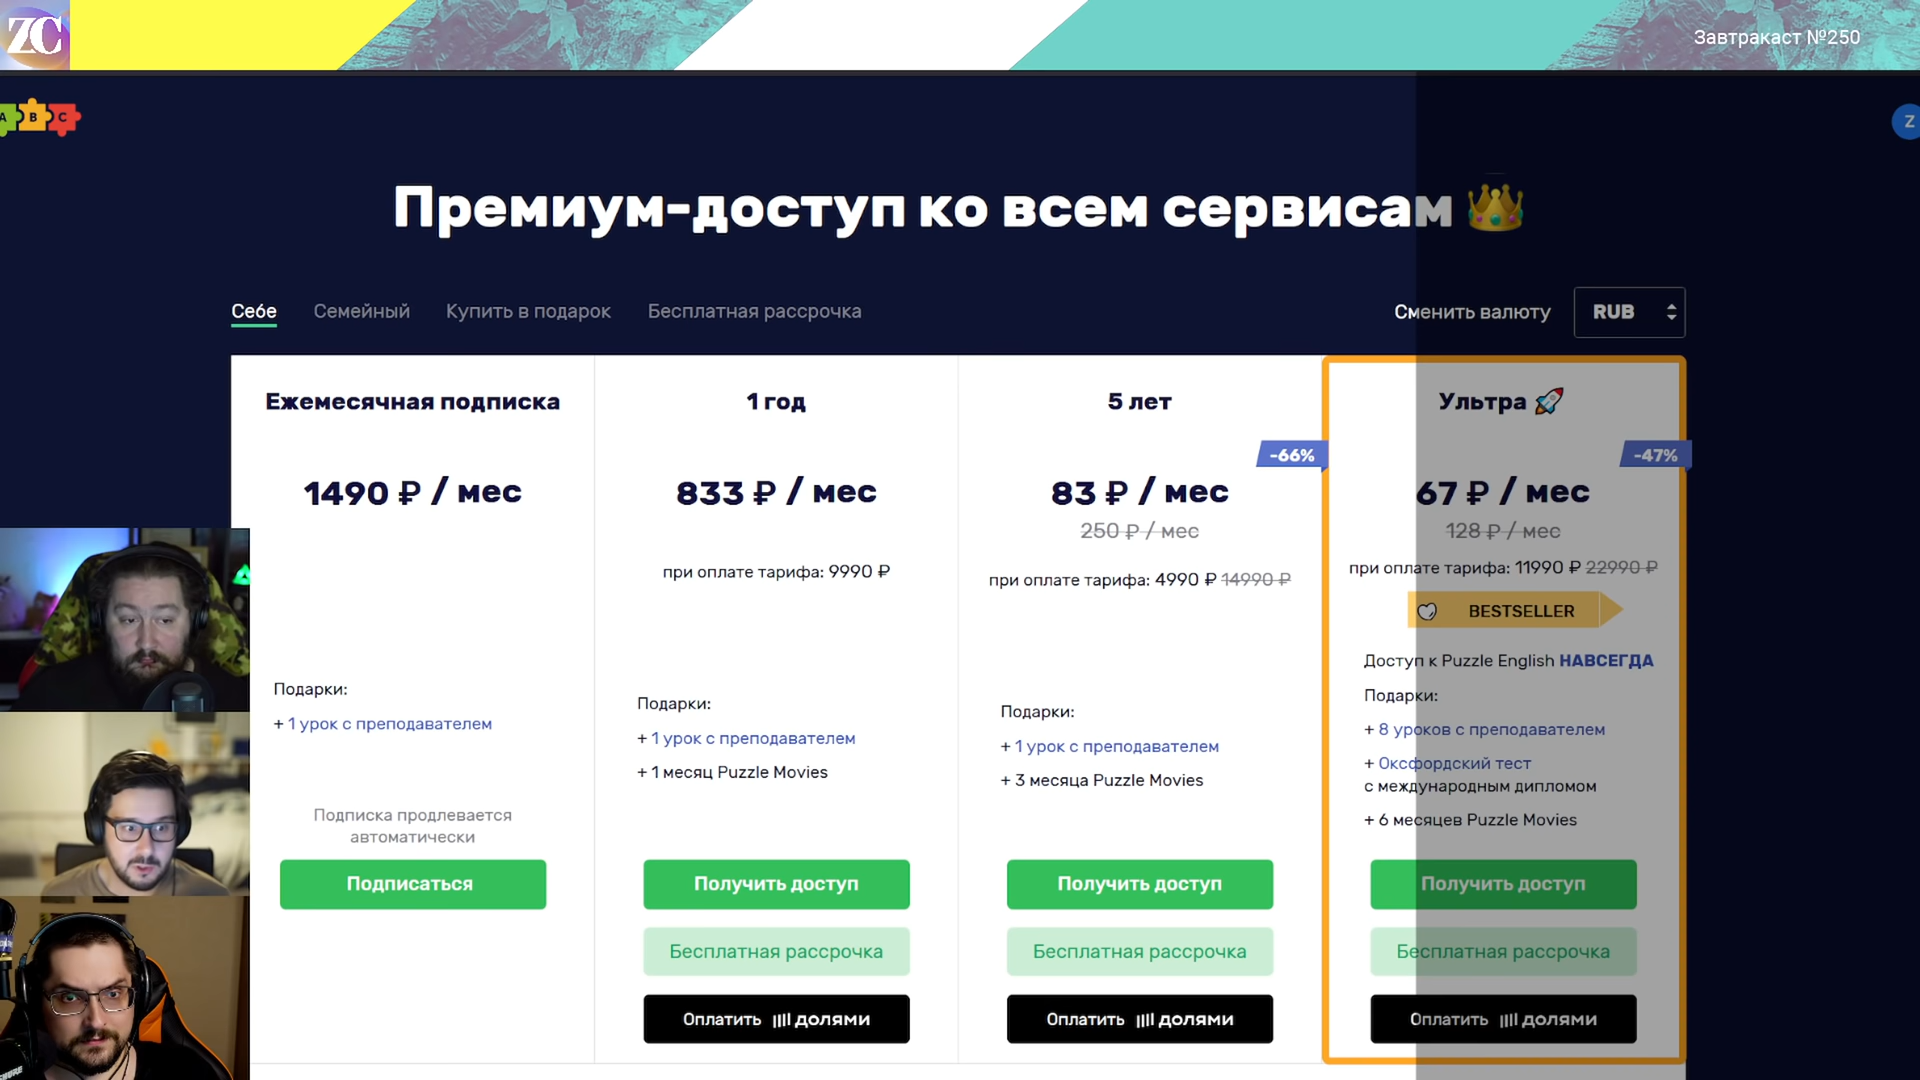 ZC
Завтракаст №250
A B C
Z
Премиум-доступ ко всем сервисам
Себе
Семейный
Купить в подарок
Бесплатная рассрочка
Сменить валюту
RUB
Ежемесячная подписка
1490 ₽ / мес
Подарки:
+ 1 урок с преподавателем
Подписка продлевается
автоматически
Подписаться
1 год
833 ₽ / мес
при оплате тарифа: 9990 ₽
Подарки:
+ 1 урок с преподавателем
+ 1 месяц Puzzle Movies
Получить доступ
Бесплатная рассрочка
Оплатить долями
5 лет
-66%
83 ₽ / мес
250 ₽ / мес
при оплате тарифа: 4990 ₽ 14990 ₽
Подарки:
+ 1 урок с преподавателем
+ 3 месяца Puzzle Movies
Получить доступ
Бесплатная рассрочка
Оплатить долями
Ультра
-47%
67 ₽ / мес
128 ₽ / мес
при оплате тарифа: 11990 ₽ 22990 ₽
BESTSELLER
Доступ к Puzzle English НАВСЕГДА
Подарки:
+ 8 уроков с преподавателем
+ Оксфордский тест
с международным дипломом
+ 6 месяцев Puzzle Movies
Получить доступ
Бесплатная рассрочка
Оплатить долями